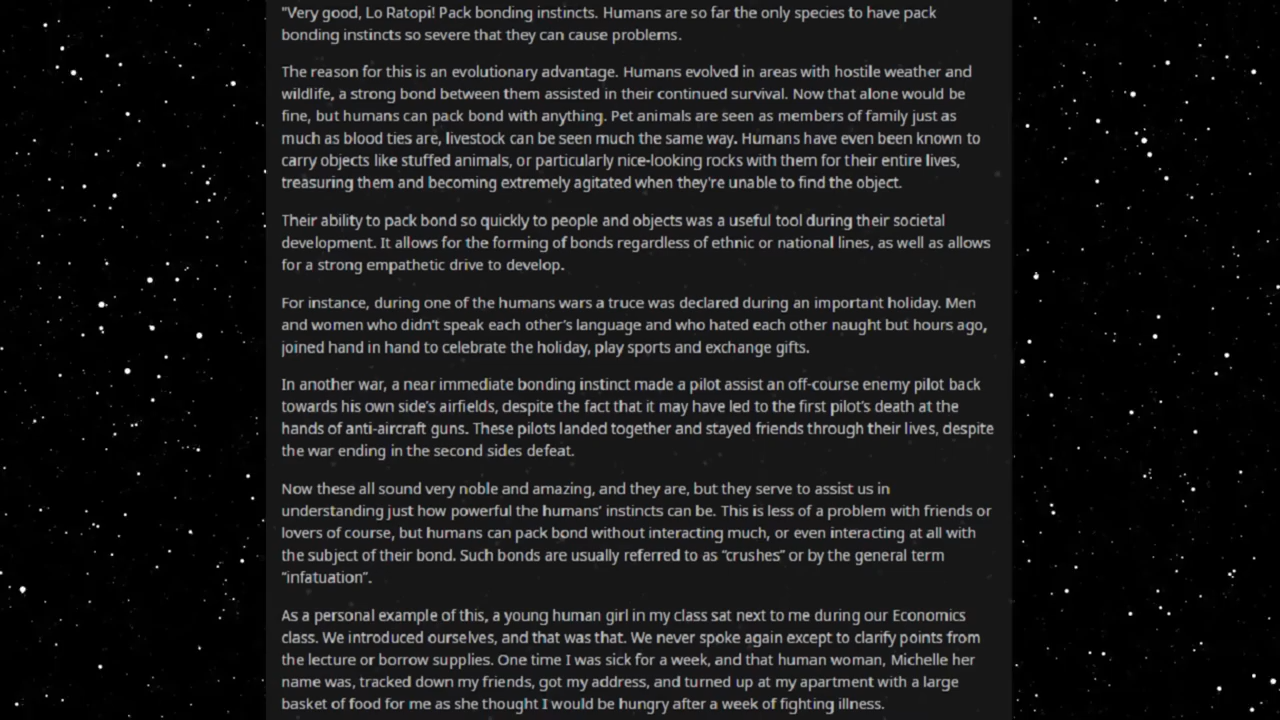 "Very good, Lo Ratopi! Pack bonding instincts. Humans are so far the only species to have pack
bonding instincts so severe that they can cause problems.
The reason for this is an evolutionary advantage. Humans evolved in areas with hostile weather and
wildlife, a strong bond between them assisted in their continued survival. Now that alone would be
fine, but humans can pack bond with anything. Pet animals are seen as members of family just as
much as blood ties are, livestock can be seen much the same way. Humans have even been known to
carry objects like stuffed animals, or particularly nice-looking rocks with them for their entire lives,
treasuring them and becoming extremely agitated when they're unable to find the object.
Their ability to pack bond so quickly to people and objects was a useful tool during their societal
development. It allows for the forming of bonds regardless of ethnic or national lines, as well as allows
for a strong empathetic drive to develop.
For instance, during one of the humans wars a truce was declared during an important holiday. Men
and women who didn't speak each other's language and who hated each other naught but hours ago,
joined hand in hand to celebrate the holiday, play sports and exchange gifts.
In another war, a near immediate bonding instinct made a pilot assist an off-course enemy pilot back
towards his own side's airfields, despite the fact that it may have led to the first pilot's death at the
hands of anti-aircraft guns. These pilots landed together and stayed friends through their lives, despite
the war ending in the second sides defeat.
Now these all sound very noble and amazing, and they are, but they serve to assist us in
understanding just how powerful the humans' instincts can be. This is less of a problem with friends or
lovers of course, but humans can pack bond without interacting much, or even interacting at all with
the subject of their bond. Such bonds are usually referred to as “crushes” or by the general term
“infatuation”.
As a personal example of this, a young human girl in my class sat next to me during our Economics
class. We introduced ourselves, and that was that. We never spoke again except to clarify points from
the lecture or borrow supplies. One time I was sick for a week, and that human woman, Michelle her
name was, tracked down my friends, got my address, and turned up at my apartment with a large
basket of food for me as she thought I would be hungry after a week of fighting illness.